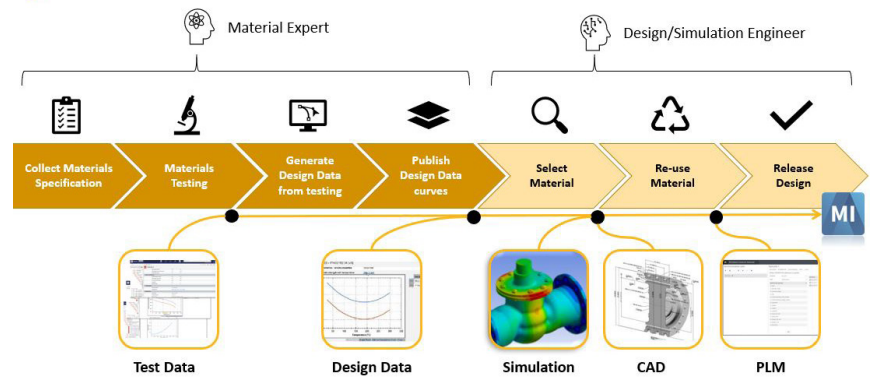 Material Expert
Design/Simulation Engineer
Collect Materials
Specification
Materials
Testing
Generate
Design Data
from testing
Publish
Design Data
curves
Select
Material
Re-use
Material
Release
Design
MI
Test Data
Design Data
Simulation
CAD
PLM